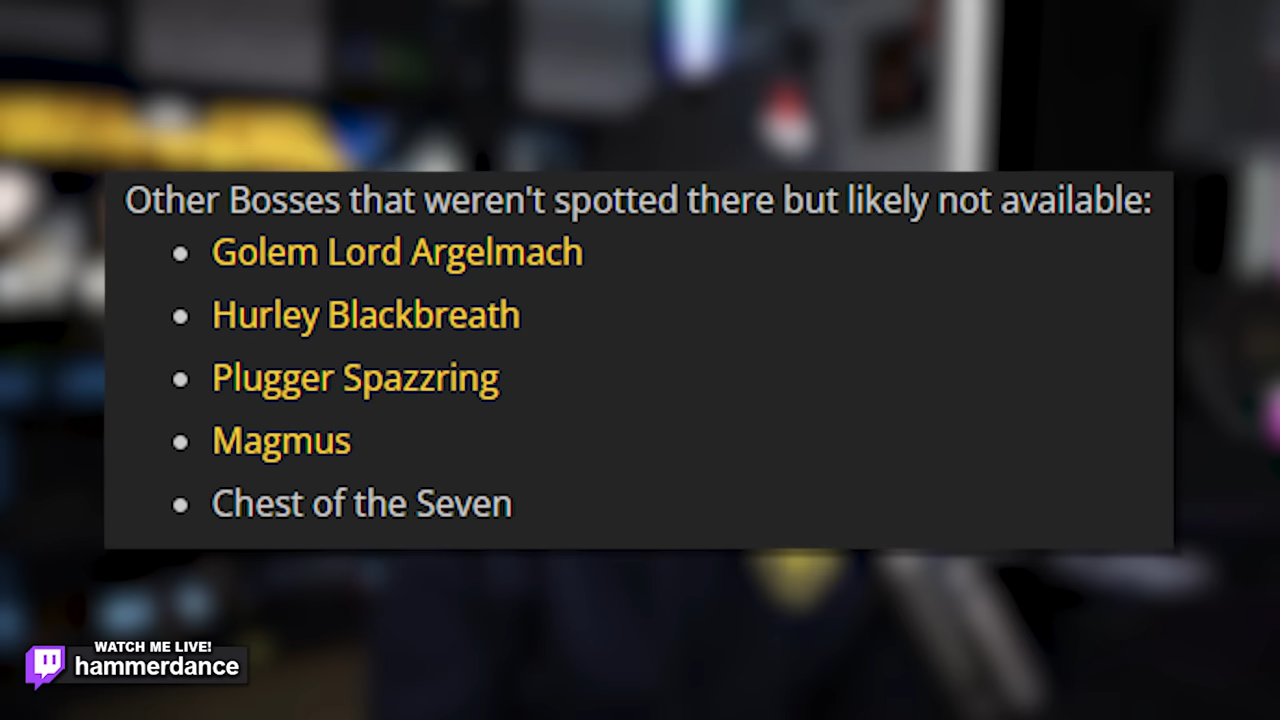 Other Bosses that weren't spotted there but likely not available:
Golem Lord Argelmach
Hurley Blackbreath
Plugger Spazzring
Magmus
Chest of the Seven
WATCH ME LIVE!
hammerdance